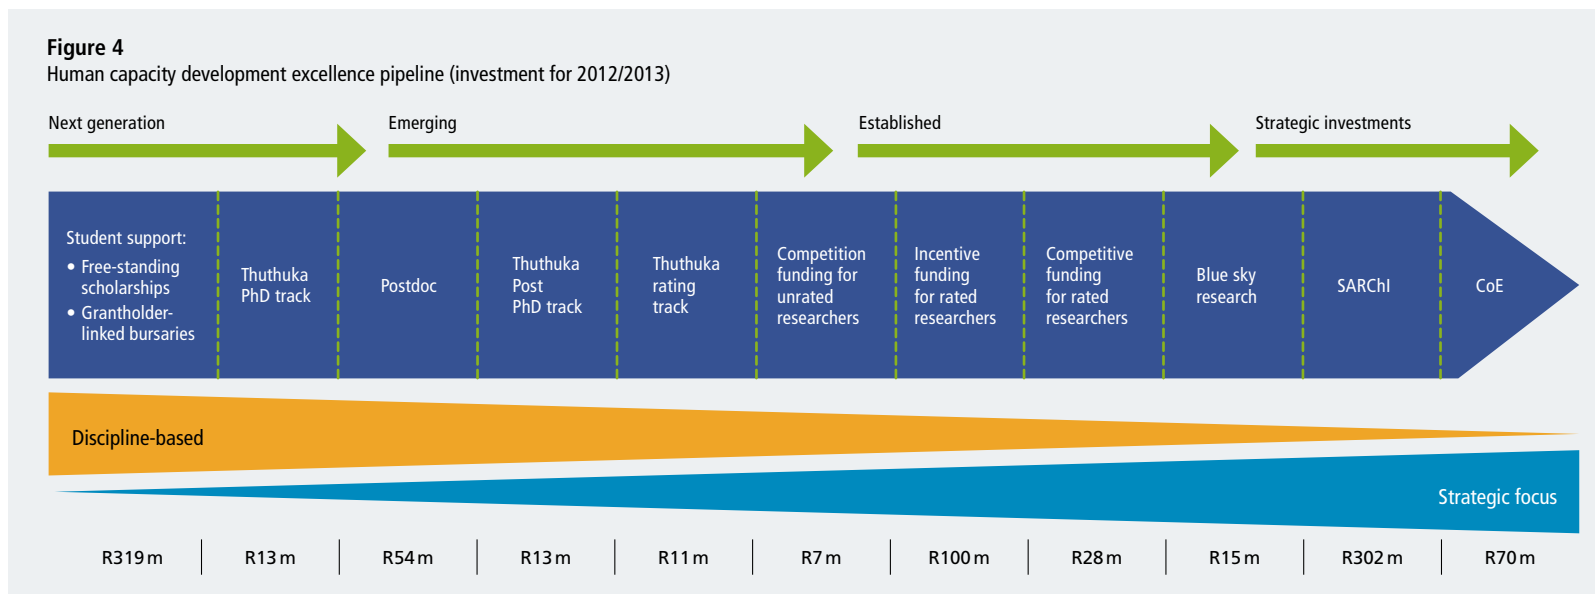 Figure 4
Human capacity development excellence pipeline (investment for 2012/2013)
Next generation
Emerging
Established
Strategic investments
Student support:
• Free-standing
scholarships
• Grantholder-
linked bursaries
Thuthuka
PhD track
Postdoc
Thuthuka
Post
PhD track
Thuthuka
rating
track
Competition
funding for
unrated
researchers
Incentive
funding
for rated
researchers
Competitive
funding
for rated
researchers
Blue sky
research
SARChI
CoE
Discipline-based
Strategic focus
R319 m
R13 m
R54 m
R13 m
R11 m
R7 m
R100 m
R28 m
R15 m
R302 m
R70 m